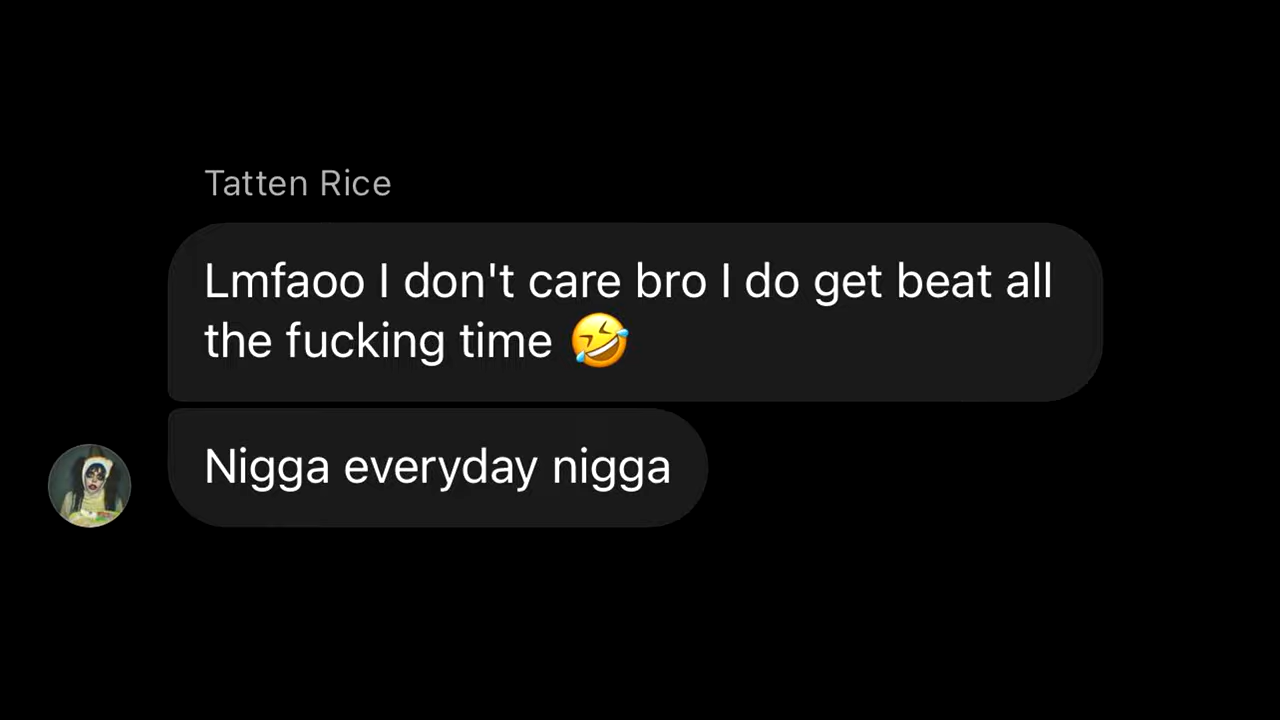 Tatten Rice
Lmfaoo I don't care bro I do get beat all
the fucking time 🤣
Nigga everyday nigga